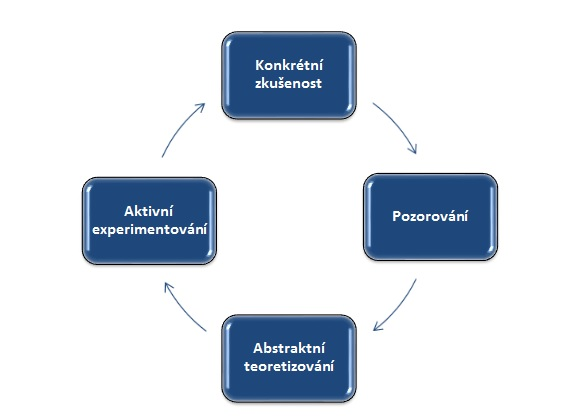 Konkrétní
zkušenost
Pozorování
Abstraktní
teoretizování
Aktivní
experimentování